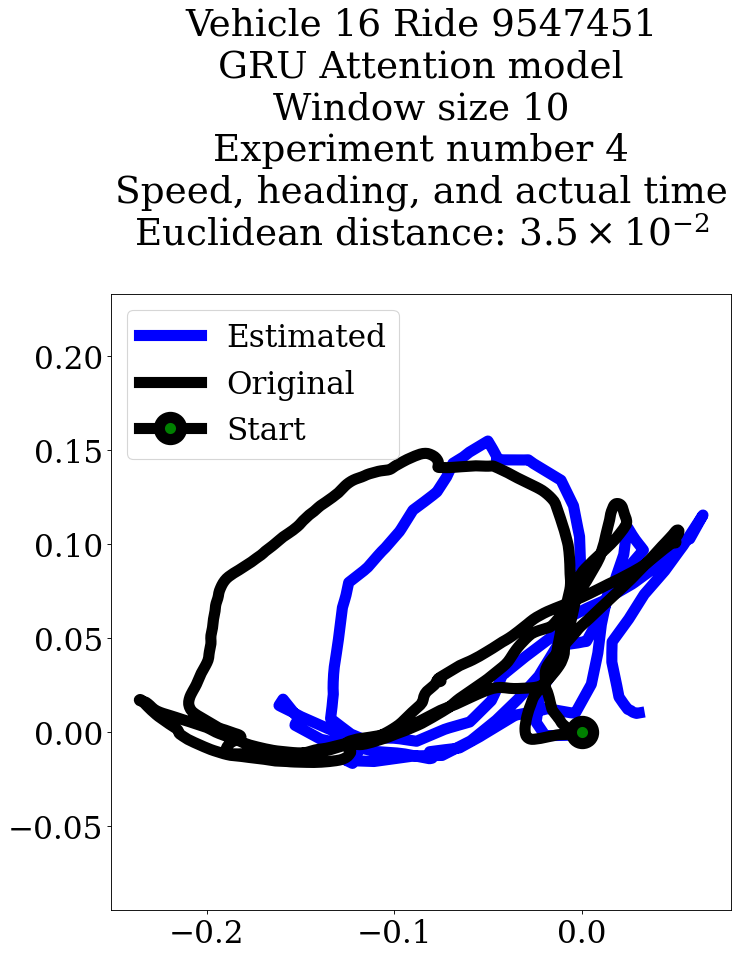 Vehicle 16 Ride 9547451
GRU Attention model
Window size 10
Experiment number 4
Speed, heading, and actual time
Euclidean distance: 3.5 × 10⁻²
Estimated
Original
Start
0.20
0.15
0.10
0.05
0.00
−0.05
−0.2
−0.1
0.0